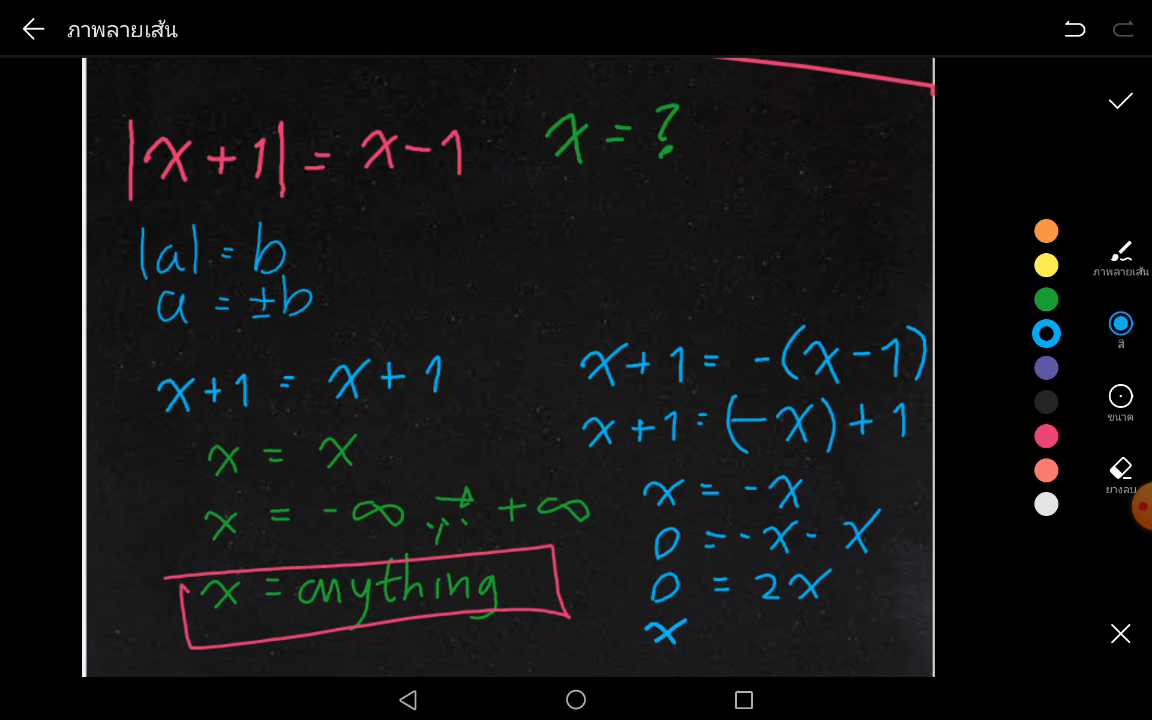 ภาพลายเส้น
|x+1| = x-1
x = ?
|a| = b
a = ±b
x+1 = x+1
x = x
x = -∞ → +∞
x = anything
x+1 = -(x-1)
x+1 = (-x)+1
x = -x
0 = -x-x
0 = 2x
x
ภาพลายเส้น
สี
ขนาด
ยางลบ